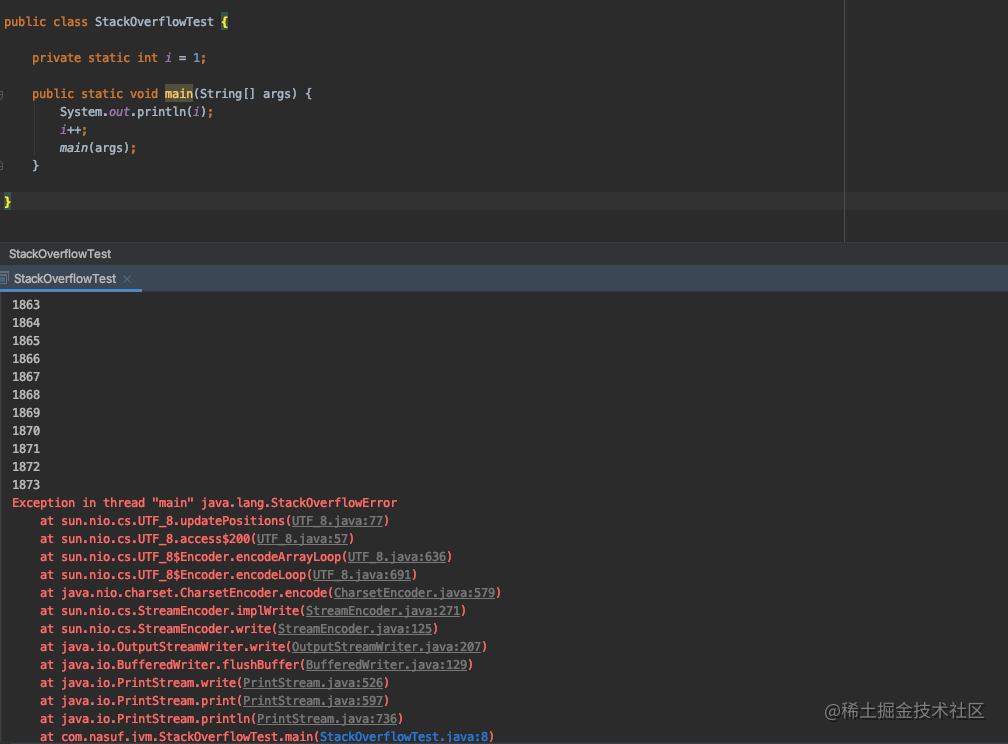 public class StackOverflowTest {
private static int i = 1;
public static void main(String[] args) {
System.out.println(i);
i++;
main(args);
}
}
StackOverflowTest
StackOverflowTest ×
1863
1864
1865
1866
1867
1868
1869
1870
1871
1872
1873
Exception in thread "main" java.lang.StackOverflowError
at sun.nio.cs.UTF_8.updatePositions(UTF_8.java:77)
at sun.nio.cs.UTF_8.access$200(UTF_8.java:57)
at sun.nio.cs.UTF_8$Encoder.encodeArrayLoop(UTF_8.java:636)
at sun.nio.cs.UTF_8$Encoder.encodeLoop(UTF_8.java:691)
at java.nio.charset.CharsetEncoder.encode(CharsetEncoder.java:579)
at sun.nio.cs.StreamEncoder.implWrite(StreamEncoder.java:271)
at sun.nio.cs.StreamEncoder.write(StreamEncoder.java:125)
at java.io.OutputStreamWriter.write(OutputStreamWriter.java:207)
at java.io.BufferedWriter.flushBuffer(BufferedWriter.java:129)
at java.io.PrintStream.write(PrintStream.java:526)
at java.io.PrintStream.print(PrintStream.java:597)
at java.io.PrintStream.println(PrintStream.java:736)
at com.nasuf.jvm.StackOverflowTest.main(StackOverflowTest.java:8)
@稀土掘金技术社区